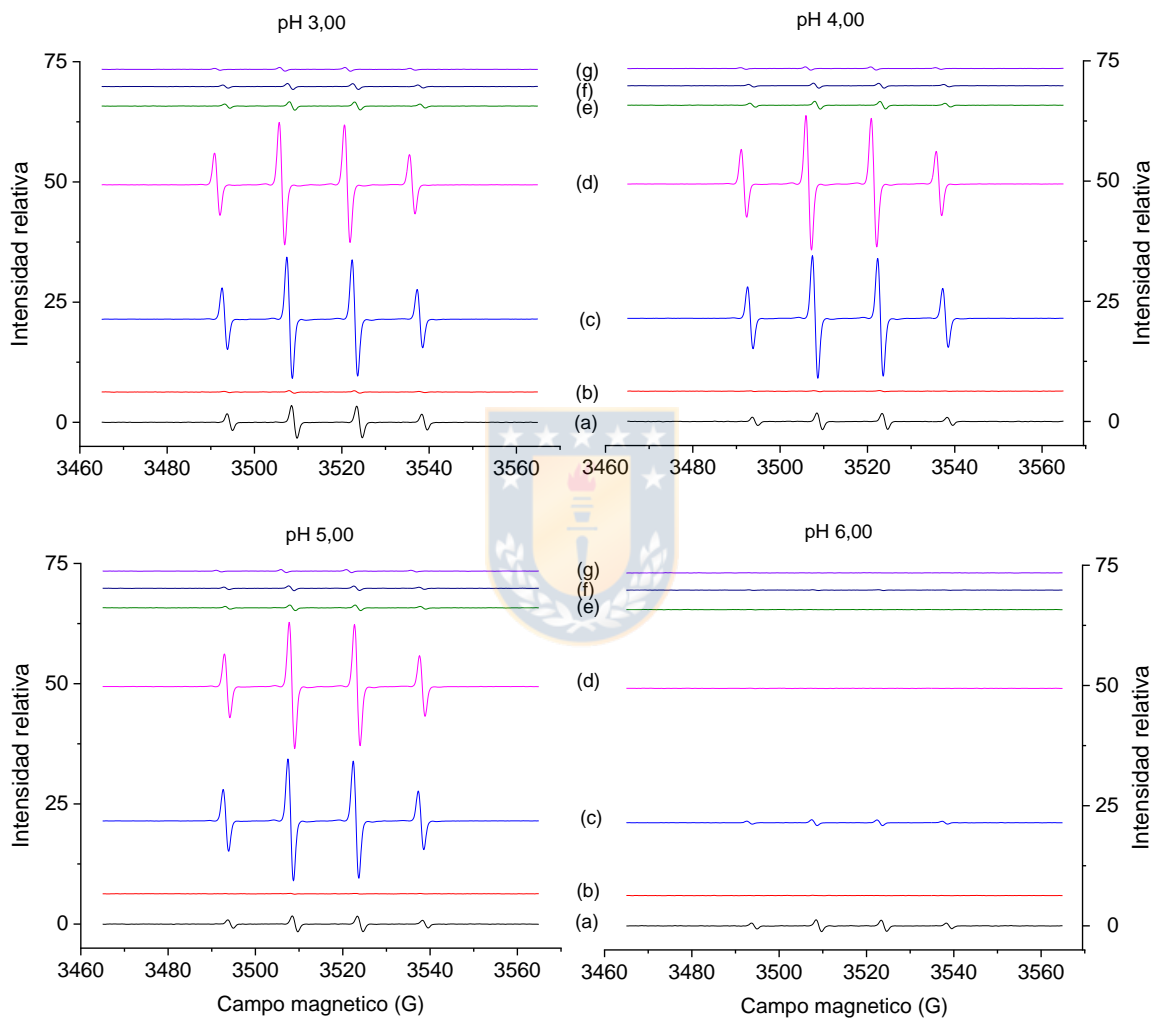 pH 3,00
pH 4,00
75
50
25
0
Intensidad relativa
3460 3480 3500 3520 3540 3560
(g)
(f)
(e)
(d)
(c)
(b)
(a)
75
50
25
0
Intensidad relativa
3460 3480 3500 3520 3540 3560
pH 5,00
pH 6,00
75
50
25
0
Intensidad relativa
3460 3480 3500 3520 3540 3560
Campo magnetico (G)
(g)
(f)
(e)
(d)
(c)
(b)
(a)
75
50
25
0
Intensidad relativa
3460 3480 3500 3520 3540 3560
Campo magnetico (G)